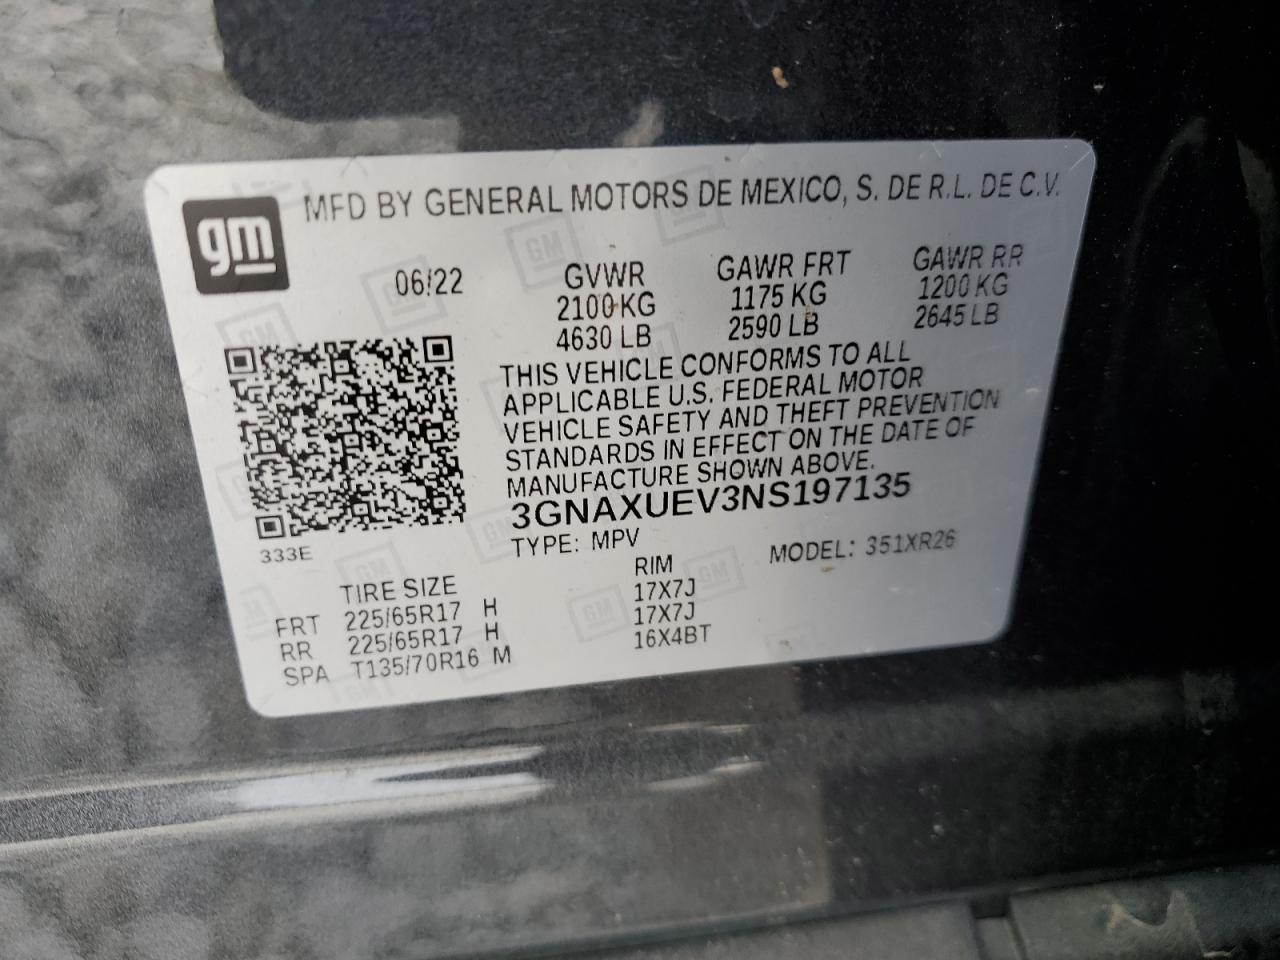 gm
MFD BY GENERAL MOTORS DE MEXICO, S. DE R.L. DE C.V.
06/22
GVWR GAWR FRT GAWR RR
2100 KG 1175 KG 1200 KG
4630 LB 2590 LB 2645 LB
THIS VEHICLE CONFORMS TO ALL
APPLICABLE U.S. FEDERAL MOTOR
VEHICLE SAFETY AND THEFT PREVENTION
STANDARDS IN EFFECT ON THE DATE OF
MANUFACTURE SHOWN ABOVE.
3GNAXUEV3NS197135
333E
TYPE: MPV MODEL: 351XR26
TIRE SIZE RIM
FRT 225/65R17 H 17X7J
RR 225/65R17 H 17X7J
SPA T135/70R16 M 16X4BT